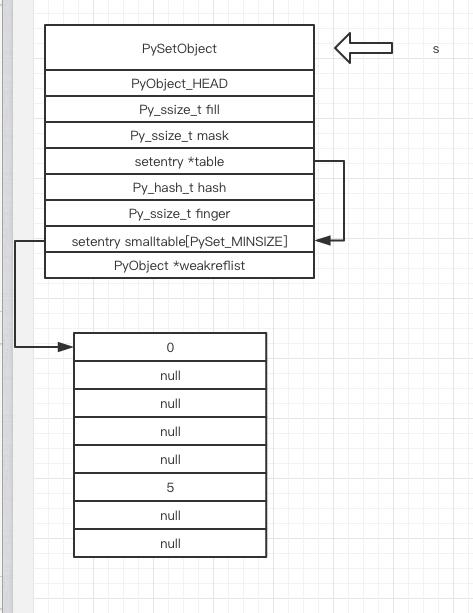 PySetObject
s
PyObject_HEAD
Py_ssize_t fill
Py_ssize_t mask
setentry *table
Py_hash_t hash
Py_ssize_t finger
setentry smalltable[PySet_MINSIZE]
PyObject *weakreflist
0
null
null
null
null
5
null
null